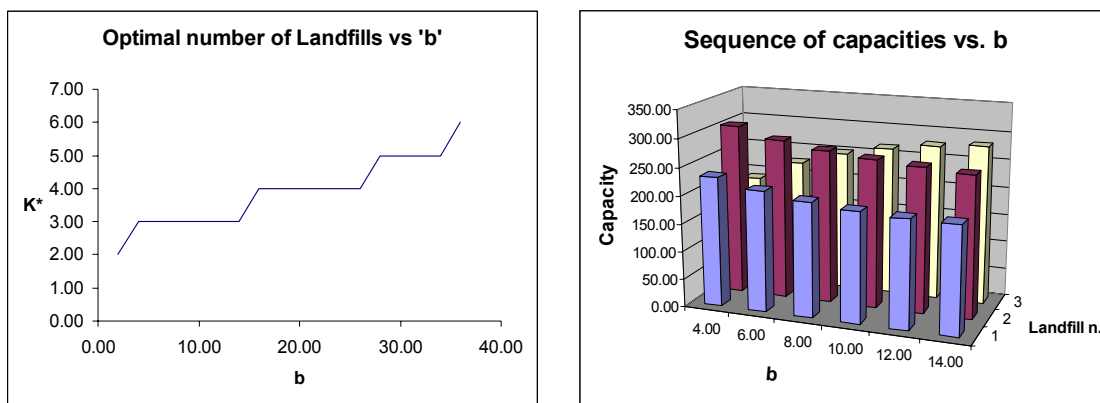 Optimal number of Landfills vs 'b'
7.00
6.00
5.00
4.00
K*
3.00
2.00
1.00
0.00
0.00 10.00 20.00 30.00 40.00
b
Sequence of capacities vs. b
350.00
300.00
250.00
200.00
150.00
100.00
50.00
0.00
Capacity
4.00 6.00 8.00 10.00 12.00 14.00
b
3
2
1
Landfill n.